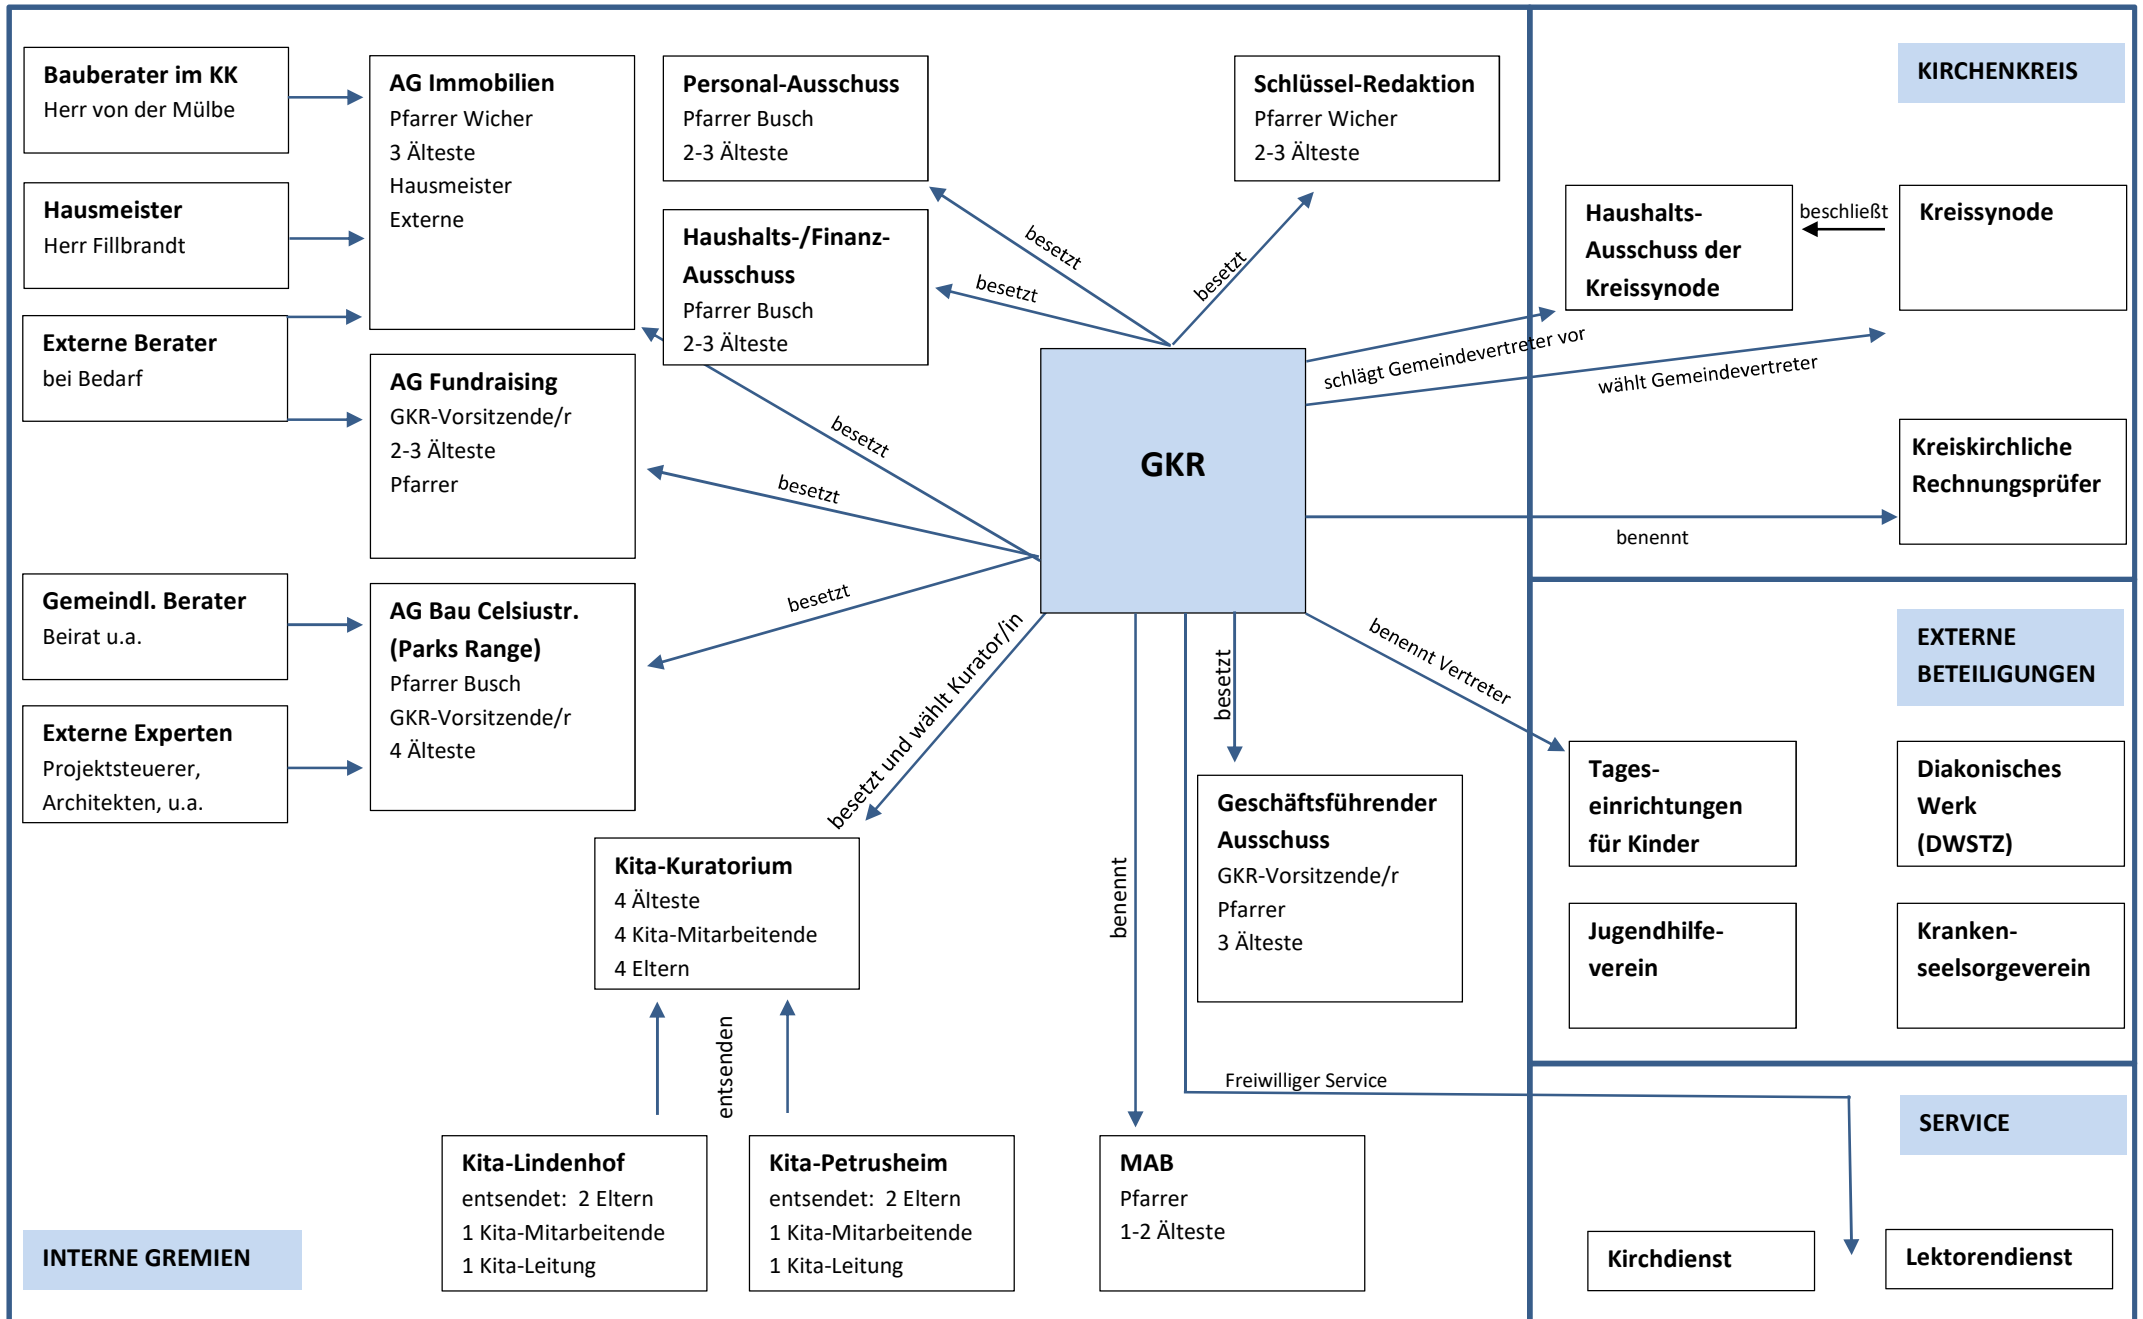 Bauberater im KK
Herr von der Mülbe
Hausmeister
Herr Fillbrandt
Externe Berater
bei Bedarf
Gemeindl. Berater
Beirat u.a.
Externe Experten
Projektsteuerer,
Architekten, u.a.
AG Immobilien
Pfarrer Wicher
3 Älteste
Hausmeister
Externe
AG Fundraising
GKR-Vorsitzende/r
2-3 Älteste
Pfarrer
AG Bau Celsiustr.
(Parks Range)
Pfarrer Busch
GKR-Vorsitzende/r
4 Älteste
Personal-Ausschuss
Pfarrer Busch
2-3 Älteste
Haushalts-/Finanz-
Ausschuss
Pfarrer Busch
2-3 Älteste
Schlüssel-Redaktion
Pfarrer Wicher
2-3 Älteste
besetzt
besetzt
besetzt
besetzt
besetzt
besetzt
GKR
besetzt und wählt Kurator/in
benennt
besetzt
Kita-Kuratorium
4 Älteste
4 Kita-Mitarbeitende
4 Eltern
entsenden
Kita-Lindenhof
entsendet:  2 Eltern
1 Kita-Mitarbeitende
1 Kita-Leitung
Kita-Petrusheim
entsendet:  2 Eltern
1 Kita-Mitarbeitende
1 Kita-Leitung
Geschäftsführender
Ausschuss
GKR-Vorsitzende/r
Pfarrer
3 Älteste
MAB
Pfarrer
1-2 Älteste
Freiwilliger Service
INTERNE GREMIEN
KIRCHENKREIS
Haushalts-
Ausschuss der
Kreissynode
beschließt
Kreissynode
schlägt Gemeindevertreter vor
wählt Gemeindevertreter
Kreiskirchliche
Rechnungsprüfer
benennt
EXTERNE
BETEILIGUNGEN
benennt Vertreter
Tages-
einrichtungen
für Kinder
Diakonisches
Werk
(DWSTZ)
Jugendhilfe-
verein
Kranken-
seelsorgeverein
SERVICE
Kirchdienst
Lektorendienst